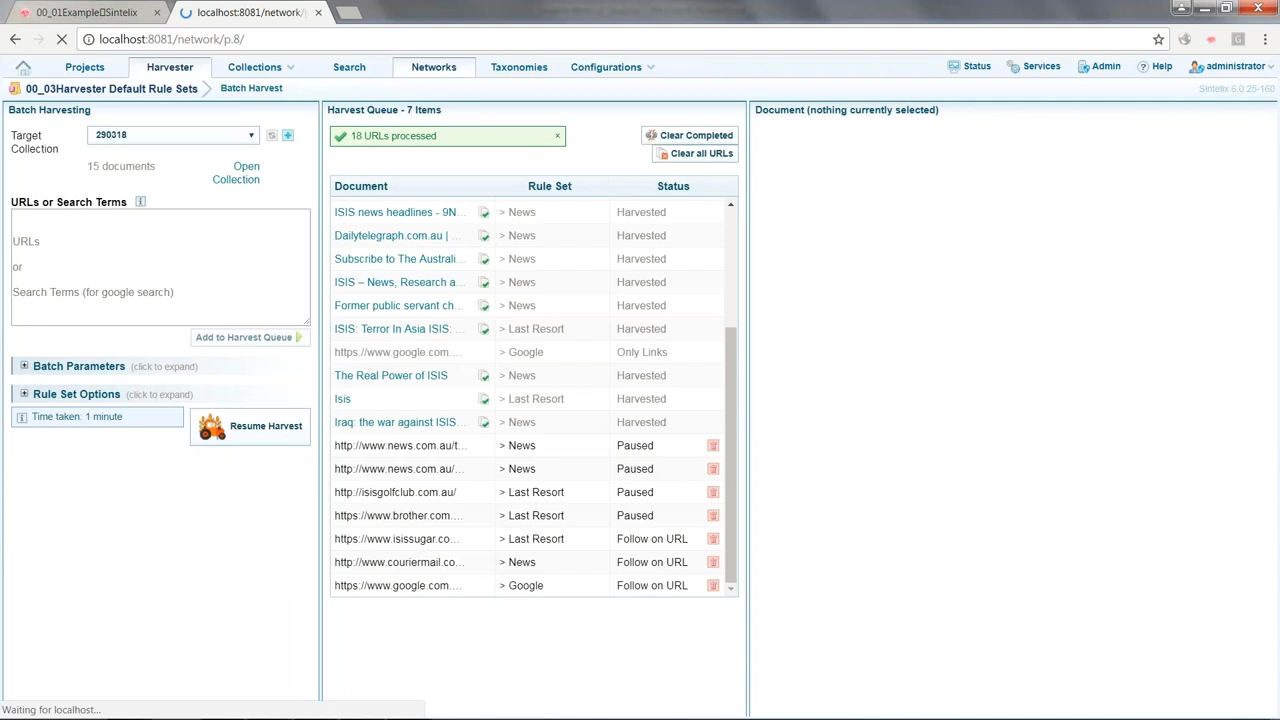 00_01Example▯Sintelix
localhost:8081/network/
localhost:8081/network/p.8/
Projects
Harvester
Collections
Search
Networks
Taxonomies
Configurations
Status
Services
Admin
Help
administrator
00_03Harvester Default Rule Sets
Batch Harvest
Sintelix 6.0.25-160
Batch Harvesting
Target
Collection
290318
15 documents
Open
Collection
URLs or Search Terms
URLs
or
Search Terms (for google search)
Add to Harvest Queue
Batch Parameters (click to expand)
Rule Set Options (click to expand)
Time taken: 1 minute
Resume Harvest
Harvest Queue - 7 Items
18 URLs processed
Clear Completed
Clear all URLs
Document Rule Set Status
ISIS news headlines - 9N... > News Harvested
Dailytelegraph.com.au | ... > News Harvested
Subscribe to The Australi... > News Harvested
ISIS – News, Research a... > News Harvested
Former public servant ch... > News Harvested
ISIS: Terror In Asia ISIS: ... > Last Resort Harvested
https://www.google.com.... > Google Only Links
The Real Power of ISIS > News Harvested
Isis > Last Resort Harvested
Iraq: the war against ISIS... > News Harvested
http://www.news.com.au/t... > News Paused
http://www.news.com.au/... > News Paused
http://isisgolfclub.com.au/ > Last Resort Paused
https://www.brother.com.... > Last Resort Paused
https://www.isissugar.co... > Last Resort Follow on URL
http://www.couriermail.co... > News Follow on URL
https://www.google.com.... > Google Follow on URL
Document (nothing currently selected)
Waiting for localhost...